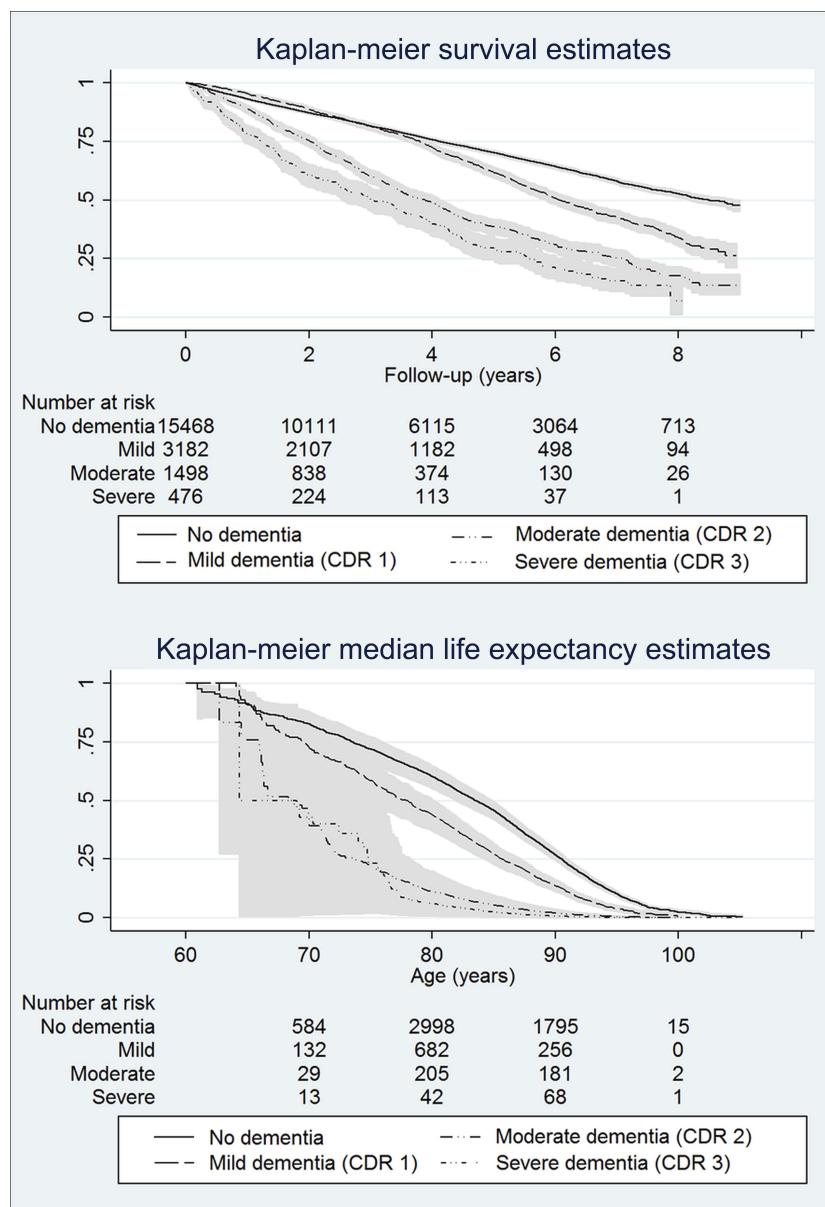 Kaplan-meier survival estimates
1
.75
.5
.25
0
0 2 4 6 8
Follow-up (years)
Number at risk
No dementia 15468 10111 6115 3064 713
Mild 3182 2107 1182 498 94
Moderate 1498 838 374 130 26
Severe 476 224 113 37 1
No dementia Moderate dementia (CDR 2)
Mild dementia (CDR 1) Severe dementia (CDR 3)
Kaplan-meier median life expectancy estimates
1
.75
.5
.25
0
60 70 80 90 100
Age (years)
Number at risk
No dementia 584 2998 1795 15
Mild 132 682 256 0
Moderate 29 205 181 2
Severe 13 42 68 1
No dementia Moderate dementia (CDR 2)
Mild dementia (CDR 1) Severe dementia (CDR 3)